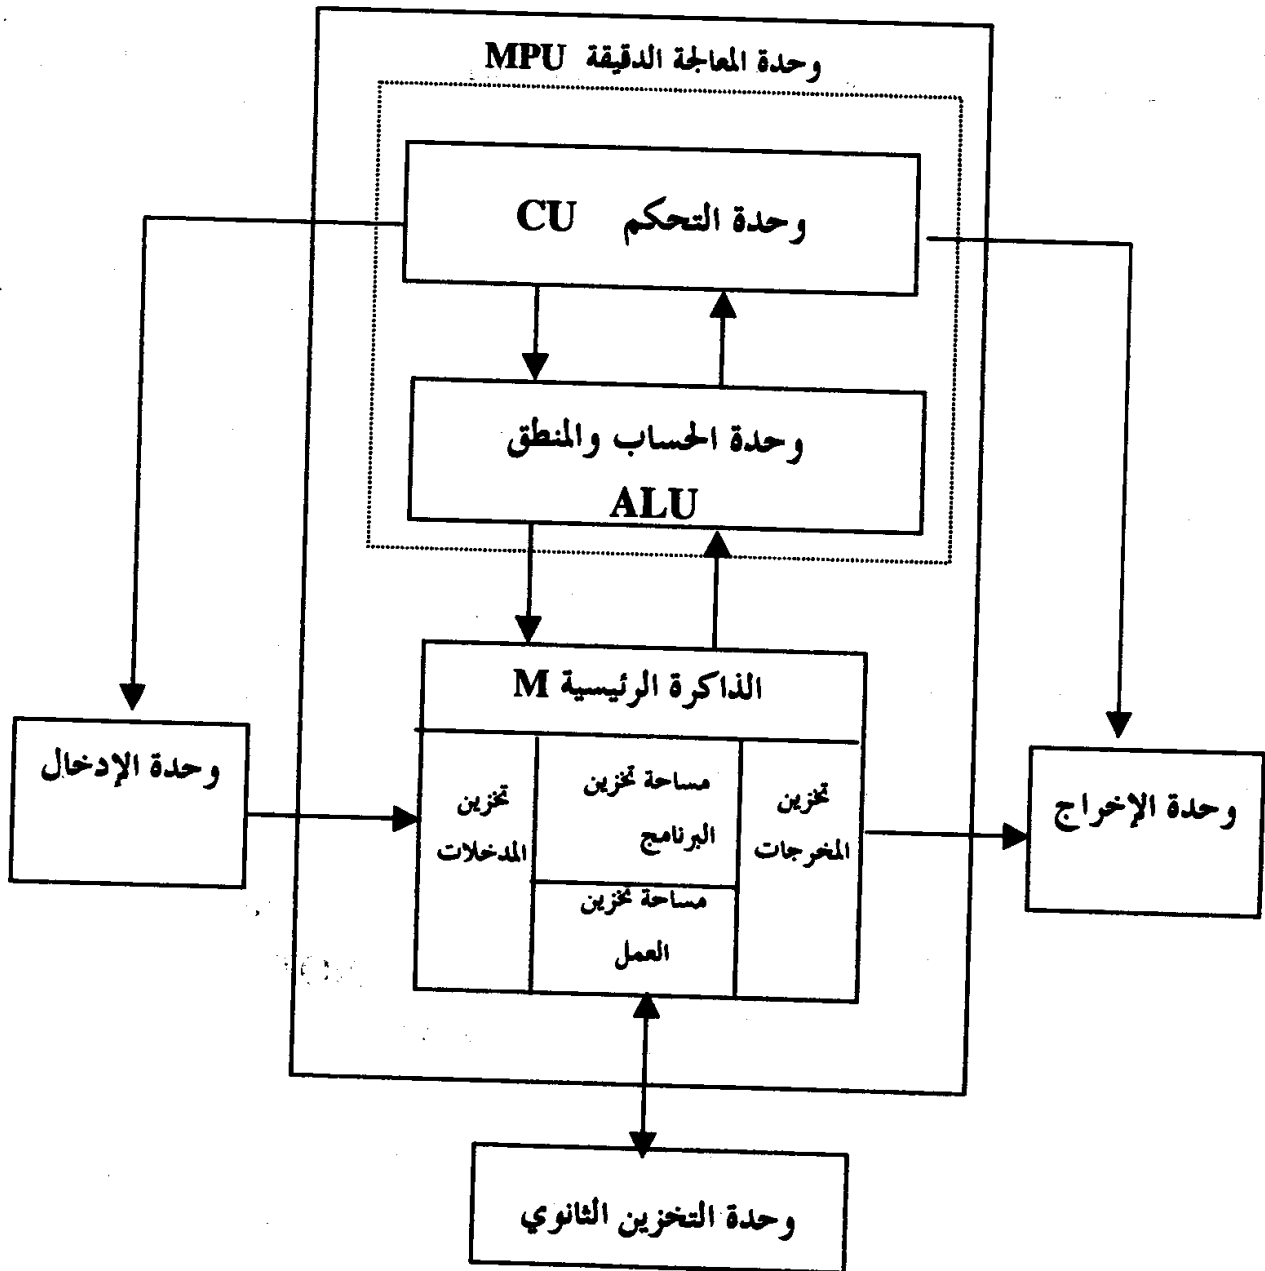 وحدة المعالجة الدقيقة MPU
وحدة التحكم CU
وحدة الحساب والمنطق
ALU
الذاكرة الرئيسية M
وحدة الإدخال
تخزين
المدخلات
مساحة تخزين
البرنامج
مساحة تخزين
العمل
تخزين
المخرجات
وحدة الإخراج
وحدة التخزين الثانوي